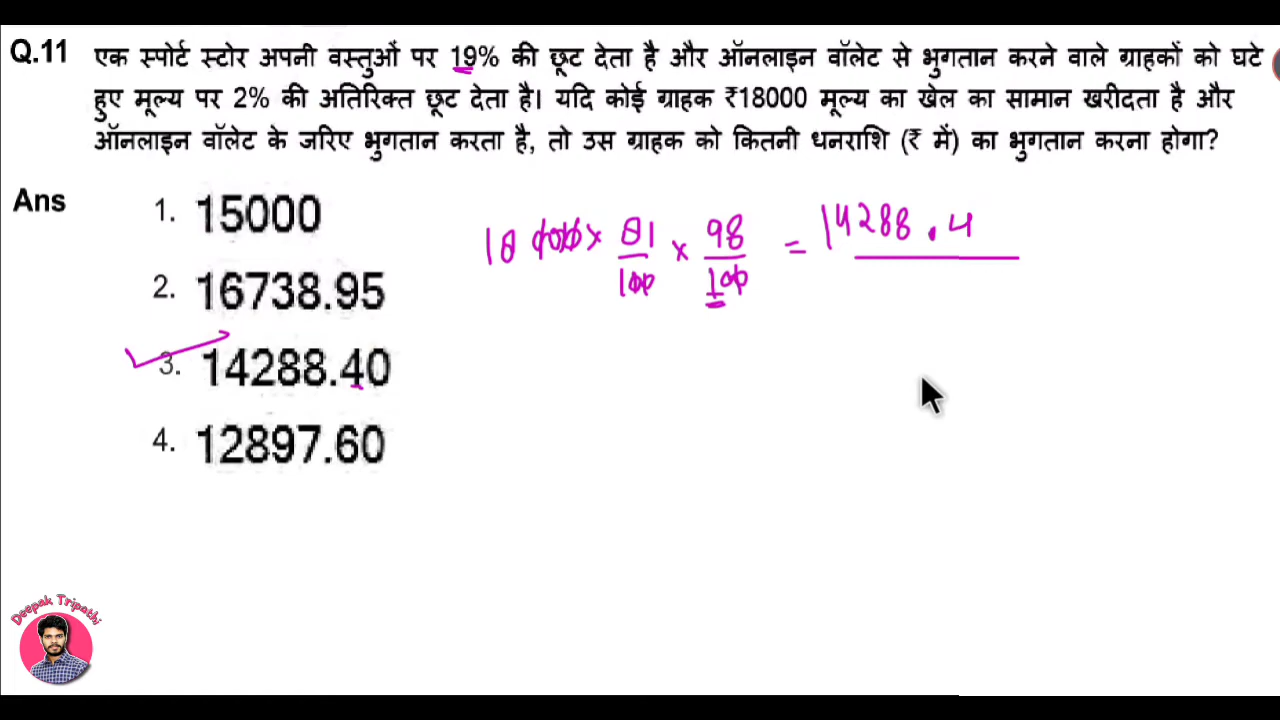 Q.11 एक स्पोर्ट स्टोर अपनी वस्तुओं पर 19% की छूट देता है और ऑनलाइन वॉलेट से भुगतान करने वाले ग्राहकों को घटे
हुए मूल्य पर 2% की अतिरिक्त छूट देता है। यदि कोई ग्राहक ₹18000 मूल्य का खेल का सामान खरीदता है और
ऑनलाइन वॉलेट के जरिए भुगतान करता है, तो उस ग्राहक को कितनी धनराशि (₹ में) का भुगतान करना होगा?
Ans 1. 15000
18000 × 81/100 × 98/100 = 14288.4
2. 16738.95
3. 14288.40
4. 12897.60
Deepak Tripathi